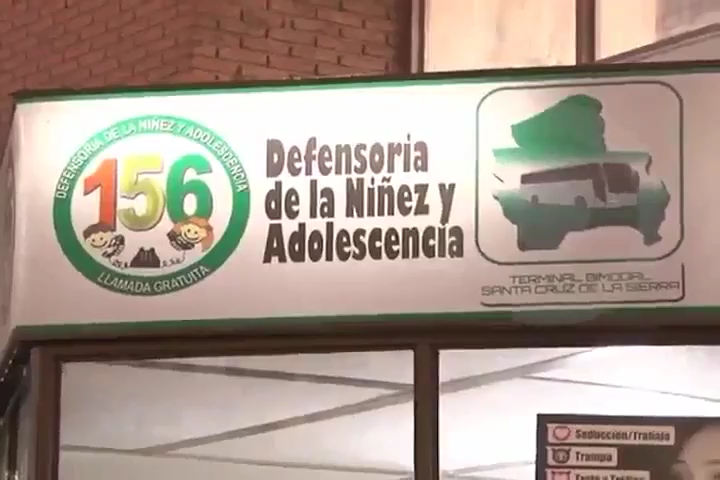 DEFENSORIA DE LA NIÑEZ Y ADOLESCENCIA
156
LLAMADA GRATUITA
Defensoria
de la Niñez y
Adolescencia
TERMINAL BIMODAL
SANTA CRUZ DE LA SIERRA
Seducción/Trabajo
Trampa